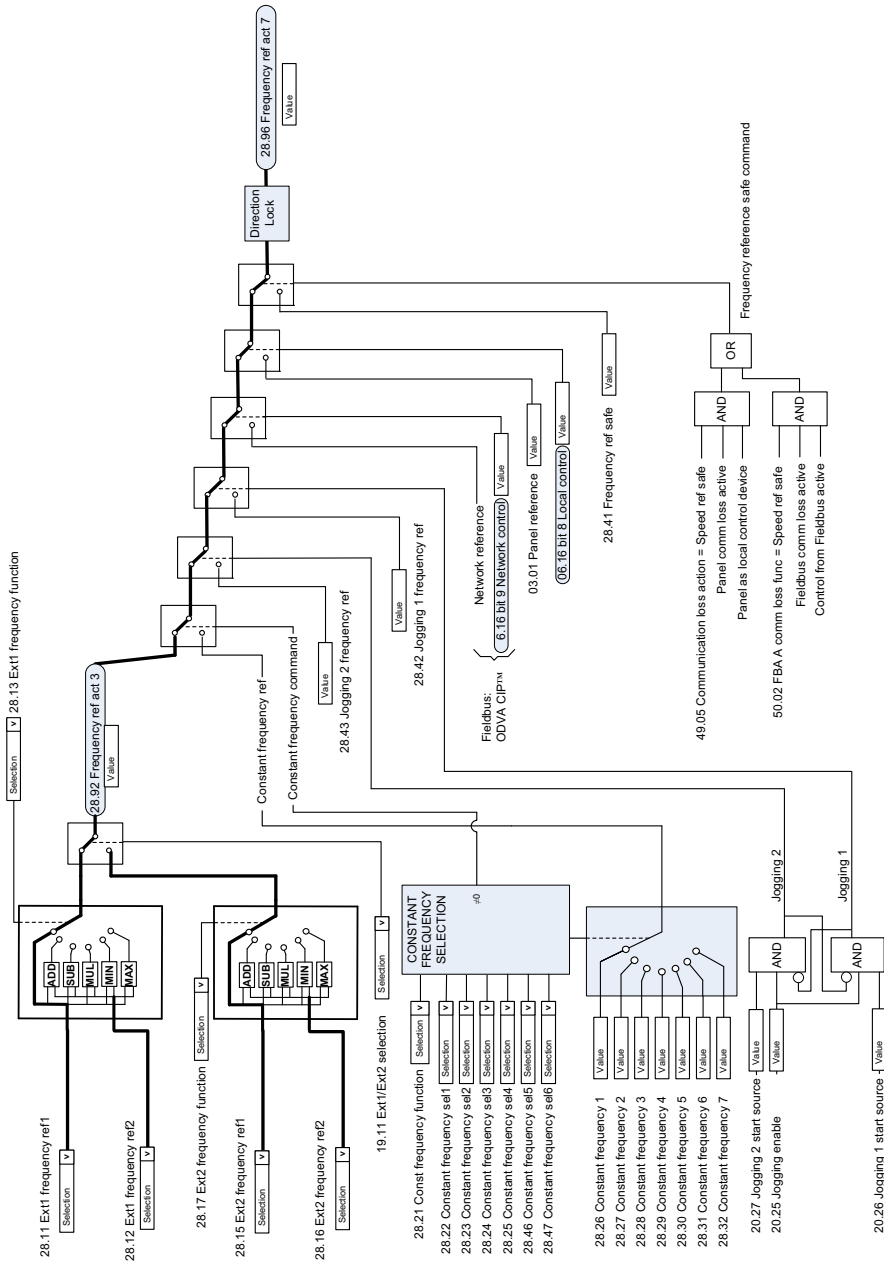 28.11 Ext1 frequency ref1
Selection v
28.12 Ext1 frequency ref2
Selection v
ADD
SUB
MUL
MIN
MAX
Selection v 28.13 Ext1 frequency function
28.17 Ext2 frequency function Selection v
28.15 Ext2 frequency ref1
Selection v
28.16 Ext2 frequency ref2
Selection v
ADD
SUB
MUL
MIN
MAX
19.11 Ext1/Ext2 selection
Selection v
28.92 Frequency ref act 3
Value
Constant frequency ref
Constant frequency command
28.21 Const frequency function Selection v
28.22 Constant frequency sel1 Selection v
28.23 Constant frequency sel2 Selection v
28.24 Constant frequency sel3 Selection v
28.25 Constant frequency sel4 Selection v
28.46 Constant frequency sel5 Selection v
28.47 Constant frequency sel6 Selection v
CONSTANT
FREQUENCY
SELECTION
≠0
28.26 Constant frequency 1 Value
28.27 Constant frequency 2 Value
28.28 Constant frequency 3 Value
28.29 Constant frequency 4 Value
28.30 Constant frequency 5 Value
28.31 Constant frequency 6 Value
28.32 Constant frequency 7 Value
20.27 Jogging 2 start source Value
20.25 Jogging enable Value
20.26 Jogging 1 start source Value
AND
AND
Jogging 2
Jogging 1
Value
28.43 Jogging 2 frequency ref
Value
28.42 Jogging 1 frequency ref
Fieldbus:
ODVA CIP™
Network reference
6.16 bit 9 Network control Value
03.01 Panel reference Value
06.16 bit 8 Local control Value
28.41 Frequency ref safe Value
49.05 Communication loss action = Speed ref safe
Panel comm loss active
Panel as local control device
AND
50.02 FBA A comm loss func = Speed ref safe
Fieldbus comm loss active
Control from Fieldbus active
AND
OR
Frequency reference safe command
Direction
Lock
28.96 Frequency ref act 7
Value